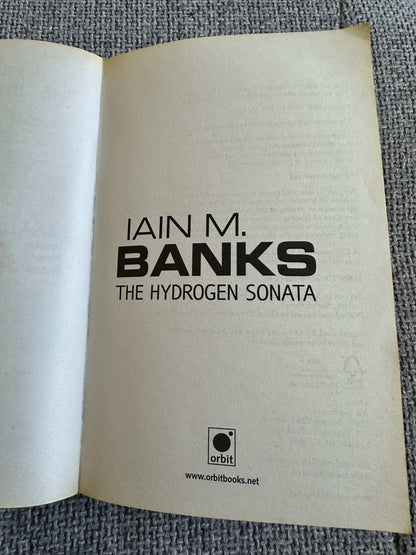 IAIN M.
BANKS
THE HYDROGEN SONATA
orbit
www.orbitbooks.net